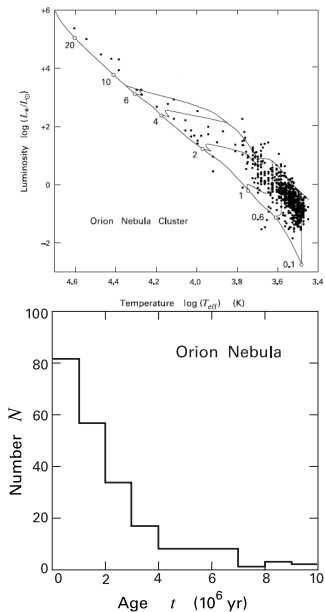 +6
+4
+2
0
−2
Luminosity log (L*/L⊙)
20
10
6
4
2
1
0.6
0.1
Orion Nebula Cluster
4.6 4.4 4.2 4.0 3.8 3.6 3.4
Temperature log (Teff) (K)
100
80
60
40
20
0
Number N
Orion Nebula
0 2 4 6 8 10
Age t (10⁶ yr)